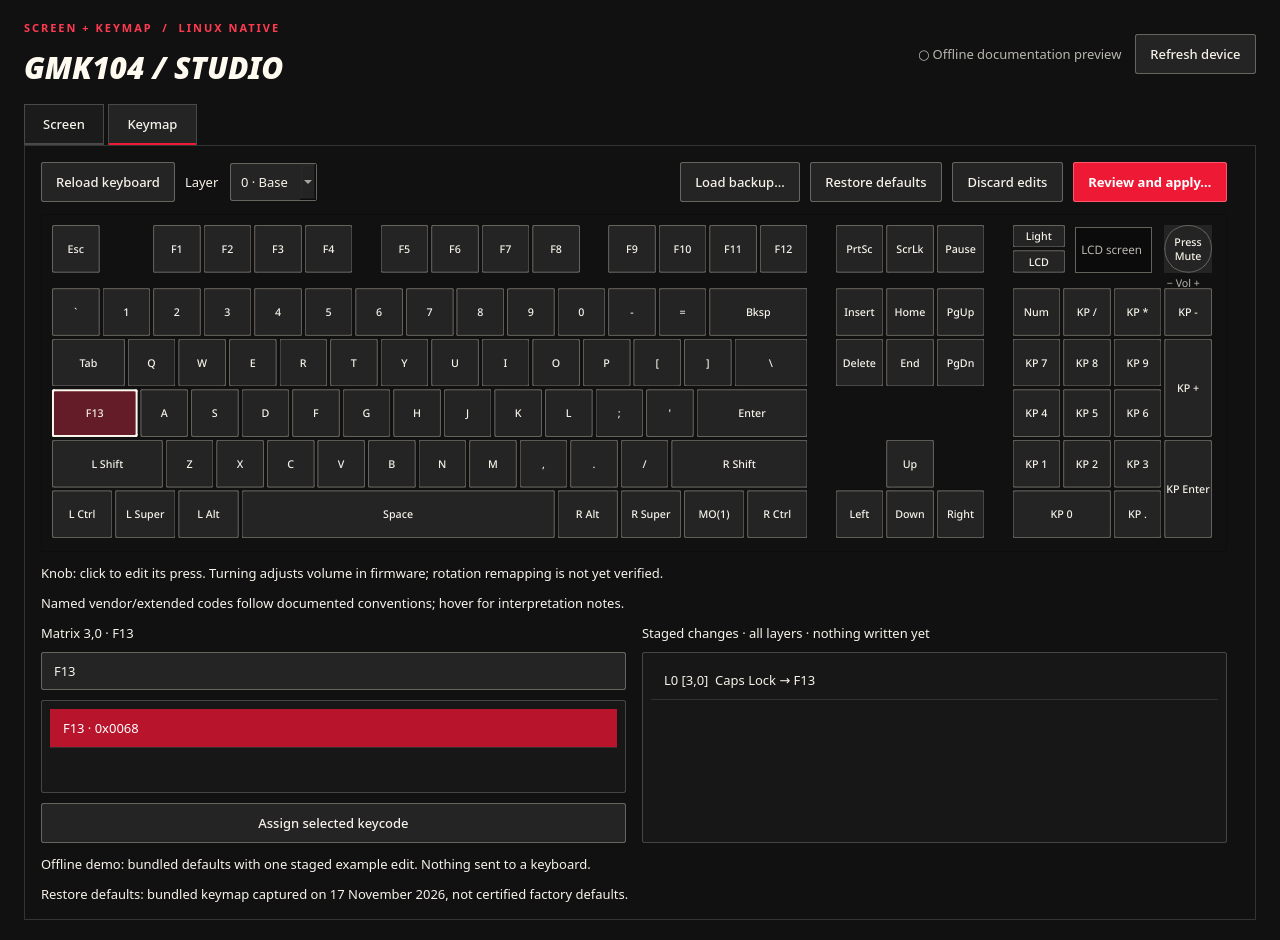 SCREEN + KEYMAP / LINUX NATIVE
GMK104 / STUDIO
Offline documentation preview
Refresh device
Screen
Keymap
Reload keyboard
Layer
0 · Base
Load backup...
Restore defaults
Discard edits
Review and apply...
Esc F1 F2 F3 F4 F5 F6 F7 F8 F9 F10 F11 F12 PrtSc ScrLk Pause
Light
LCD
LCD screen
Press
Mute
− Vol +
` 1 2 3 4 5 6 7 8 9 0 - = Bksp Insert Home PgUp Num KP / KP * KP -
Tab Q W E R T Y U I O P [ ] \ Delete End PgDn KP 7 KP 8 KP 9
KP +
F13 A S D F G H J K L ; ' Enter KP 4 KP 5 KP 6
L Shift Z X C V B N M , . / R Shift Up KP 1 KP 2 KP 3
KP Enter
L Ctrl L Super L Alt Space R Alt R Super MO(1) R Ctrl Left Down Right KP 0 KP .
Knob: click to edit its press. Turning adjusts volume in firmware; rotation remapping is not yet verified.
Named vendor/extended codes follow documented conventions; hover for interpretation notes.
Matrix 3,0 · F13
F13
F13 · 0x0068
Assign selected keycode
Staged changes · all layers · nothing written yet
L0 [3,0] Caps Lock → F13
Offline demo: bundled defaults with one staged example edit. Nothing sent to a keyboard.
Restore defaults: bundled keymap captured on 17 November 2026, not certified factory defaults.